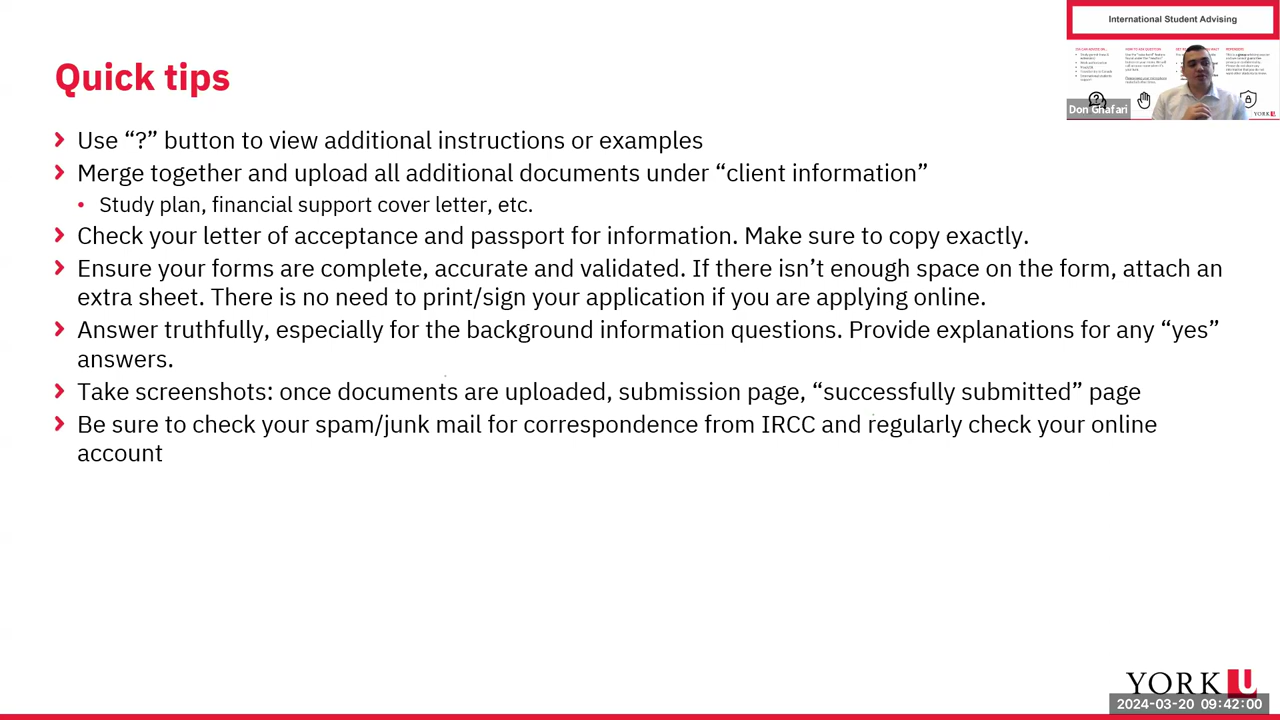 International Student Advising
Quick tips
Don Ghafari
YORK U
Use “?” button to view additional instructions or examples
Merge together and upload all additional documents under “client information”
Study plan, financial support cover letter, etc.
Check your letter of acceptance and passport for information. Make sure to copy exactly.
Ensure your forms are complete, accurate and validated. If there isn’t enough space on the form, attach an
extra sheet. There is no need to print/sign your application if you are applying online.
Answer truthfully, especially for the background information questions. Provide explanations for any “yes”
answers.
Take screenshots: once documents are uploaded, submission page, “successfully submitted” page
Be sure to check your spam/junk mail for correspondence from IRCC and regularly check your online
account
YORK U
2024-03-20 09:42:00